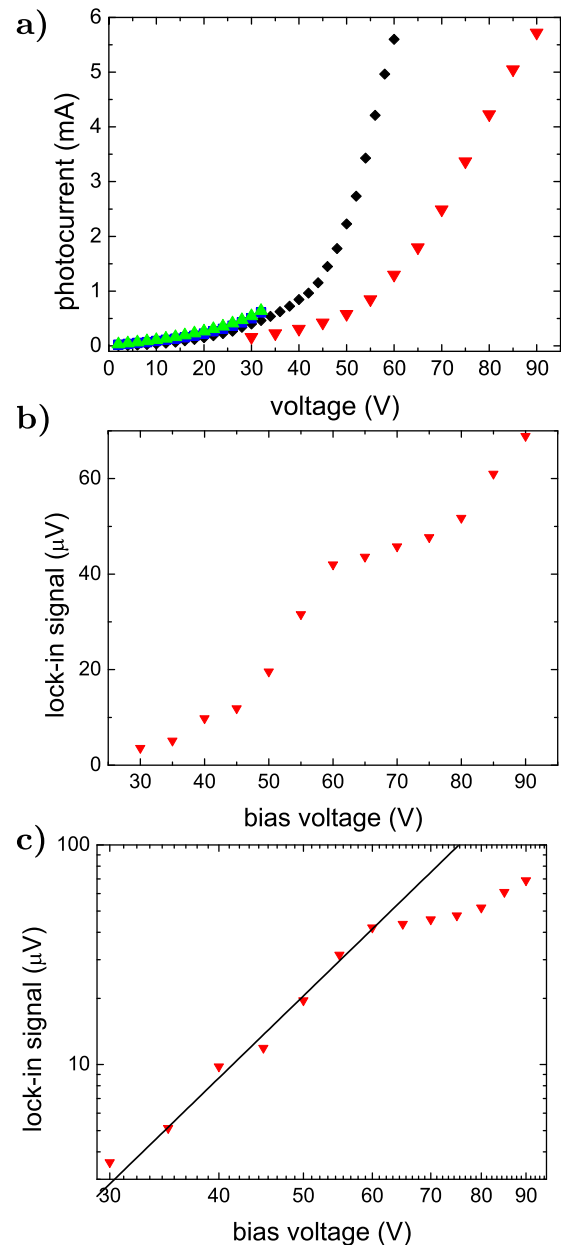 a)
6
5
4
3
2
1
0
photocurrent (mA)
0 10 20 30 40 50 60 70 80 90
voltage (V)
b)
60
40
20
0
lock-in signal (μV)
30 40 50 60 70 80 90
bias voltage (V)
c)
100
10
lock-in signal (μV)
30 40 50 60 70 80 90
bias voltage (V)